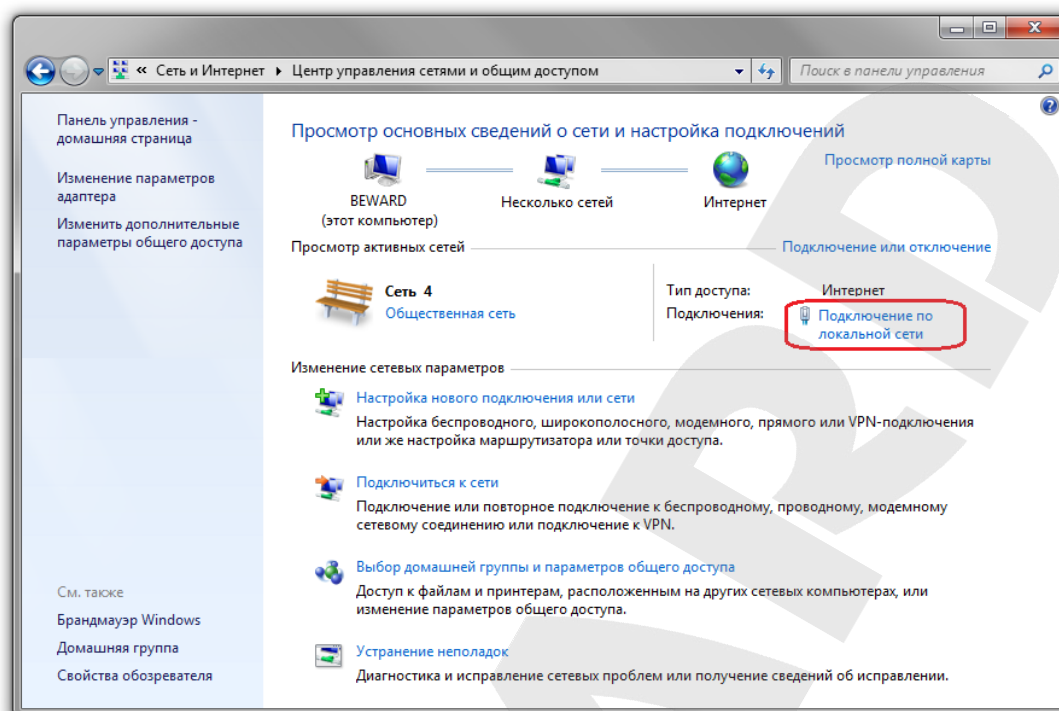 « Сеть и Интернет ▸ Центр управления сетями и общим доступом
Поиск в панели управления
Панель управления -
домашняя страница
Изменение параметров
адаптера
Изменить дополнительные
параметры общего доступа
См. также
Брандмауэр Windows
Домашняя группа
Свойства обозревателя
Просмотр основных сведений о сети и настройка подключений
Просмотр полной карты
BEWARD
(этот компьютер)
Несколько сетей
Интернет
Просмотр активных сетей
Подключение или отключение
Сеть 4
Общественная сеть
Тип доступа: Интернет
Подключения: Подключение по
локальной сети
Изменение сетевых параметров
Настройка нового подключения или сети
Настройка беспроводного, широкополосного, модемного, прямого или VPN-подключения
или же настройка маршрутизатора или точки доступа.
Подключиться к сети
Подключение или повторное подключение к беспроводному, проводному, модемному
сетевому соединению или подключение к VPN.
Выбор домашней группы и параметров общего доступа
Доступ к файлам и принтерам, расположенным на других сетевых компьютерах, или
изменение параметров общего доступа.
Устранение неполадок
Диагностика и исправление сетевых проблем или получение сведений об исправлении.
ARD